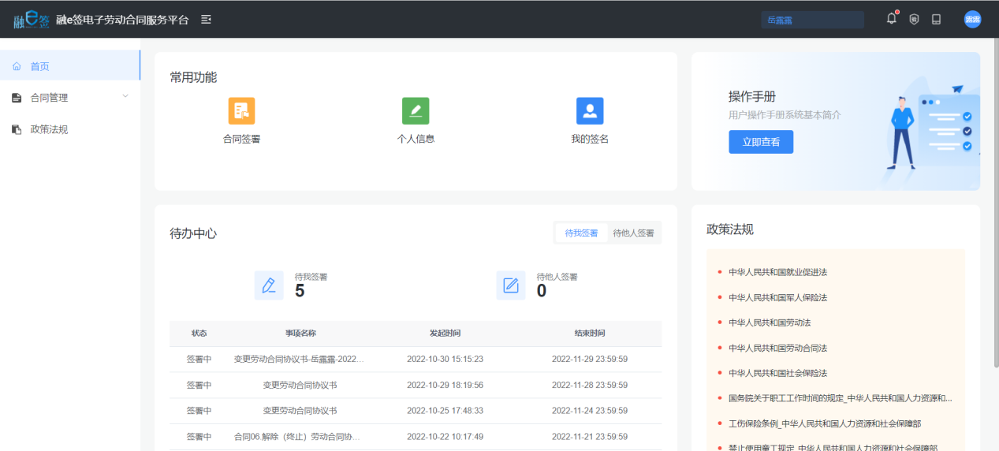 融e签 融e签电子劳动合同服务平台
岳露露
露露
首页
合同管理
政策法规
常用功能
合同签署
个人信息
我的签名
操作手册
用户操作手册系统基本简介
立即查看
待办中心
待我签署 待他人签署
待我签署
5
待他人签署
0
状态 事项名称 发起时间 结束时间
签署中 变更劳动合同协议书-岳露露-2022... 2022-10-30 15:15:23 2022-11-29 23:59:59
签署中 变更劳动合同协议书 2022-10-29 18:19:56 2022-11-28 23:59:59
签署中 变更劳动合同协议书 2022-10-25 17:48:33 2022-11-24 23:59:59
签署中 合同06.解除（终止）劳动合同协... 2022-10-22 10:17:49 2022-11-21 23:59:59
政策法规
中华人民共和国就业促进法
中华人民共和国军人保险法
中华人民共和国劳动法
中华人民共和国劳动合同法
中华人民共和国社会保险法
国务院关于职工工作时间的规定_中华人民共和国人力资源和...
工伤保险条例_中华人民共和国人力资源和社会保障部
禁止使用童工规定_中华人民共和国人力资源和社会保障部